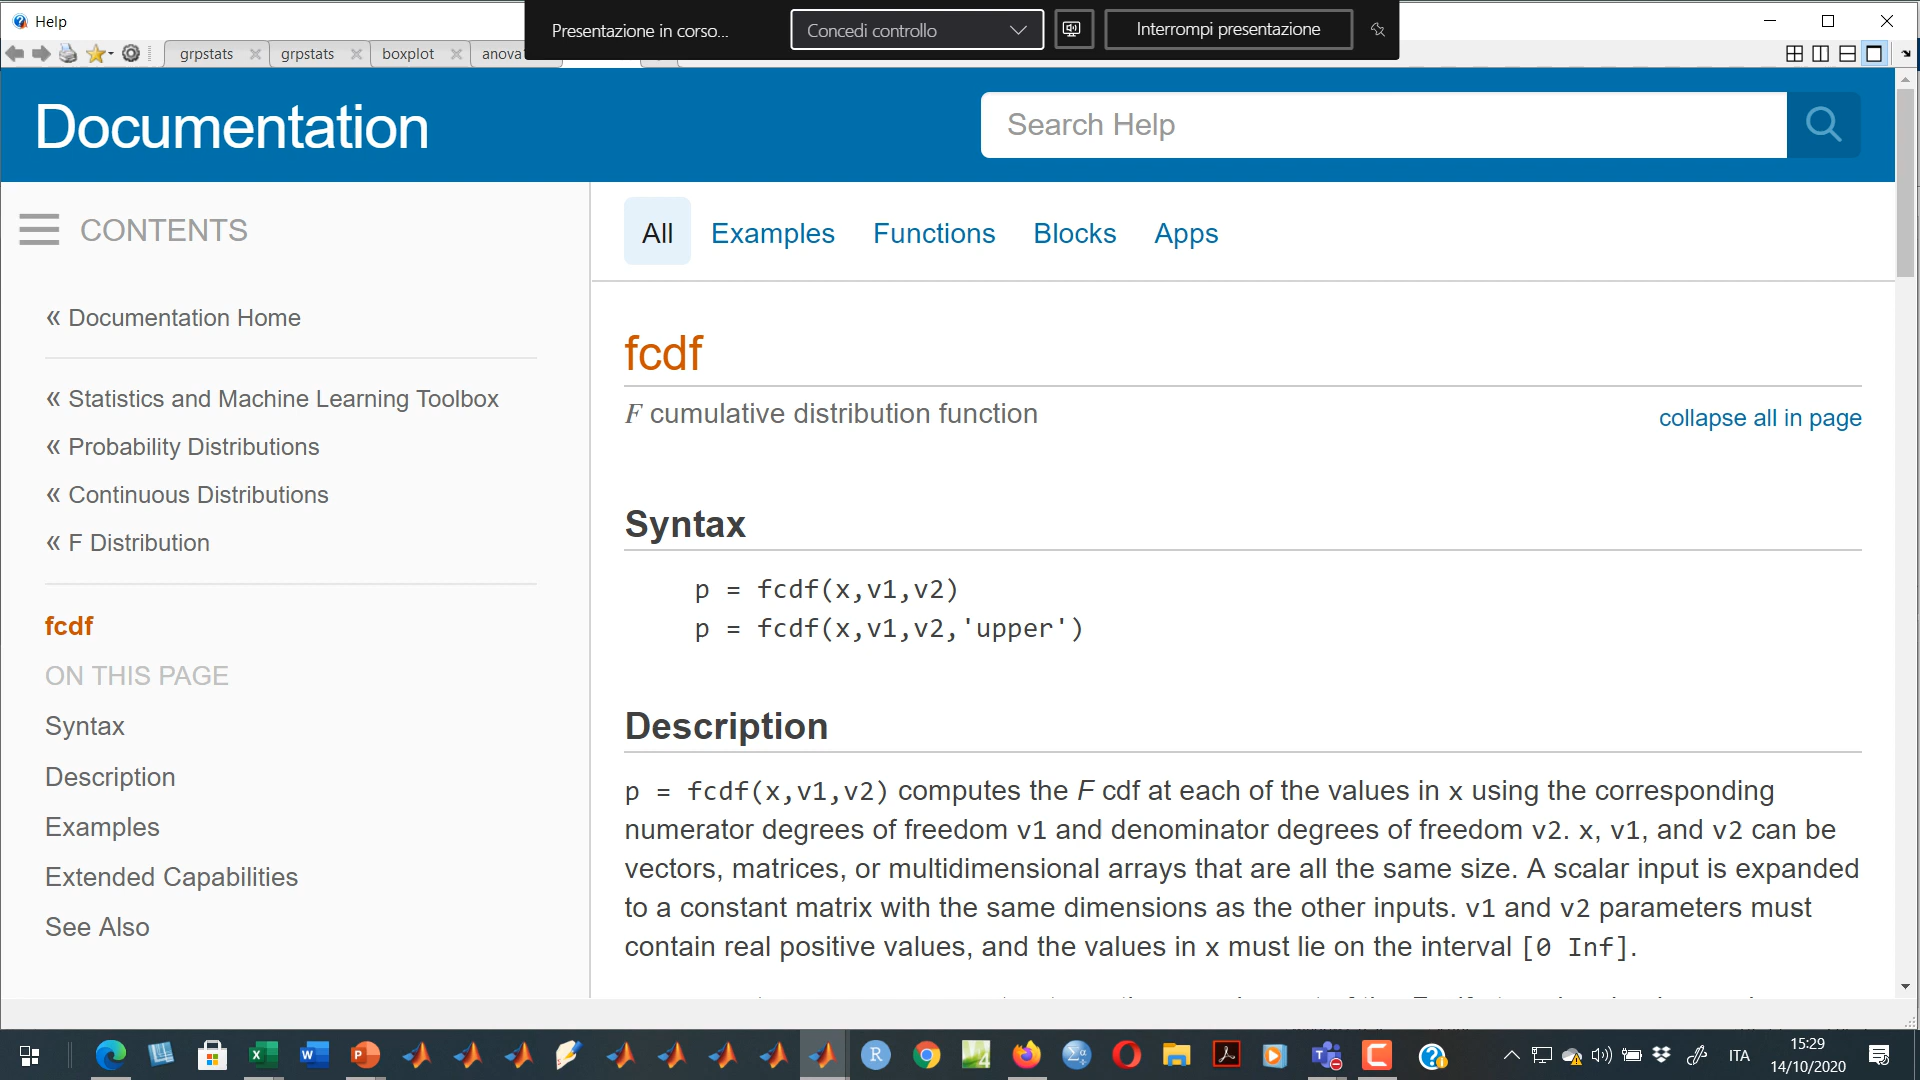 Help
Presentazione in corso...
Concedi controllo
Interrompi presentazione
grpstats
grpstats
boxplot
Documentation
Search Help
CONTENTS
All
Examples
Functions
Blocks
Apps
« Documentation Home
« Statistics and Machine Learning Toolbox
« Probability Distributions
« Continuous Distributions
« F Distribution
fcdf
ON THIS PAGE
Syntax
Description
Examples
Extended Capabilities
See Also
fcdf
F cumulative distribution function
collapse all in page
Syntax
p = fcdf(x,v1,v2)
p = fcdf(x,v1,v2,'upper')
Description
p = fcdf(x,v1,v2) computes the F cdf at each of the values in x using the corresponding
numerator degrees of freedom v1 and denominator degrees of freedom v2. x, v1, and v2 can be
vectors, matrices, or multidimensional arrays that are all the same size. A scalar input is expanded
to a constant matrix with the same dimensions as the other inputs. v1 and v2 parameters must
contain real positive values, and the values in x must lie on the interval [0 Inf].
ITA
15:29
14/10/2020